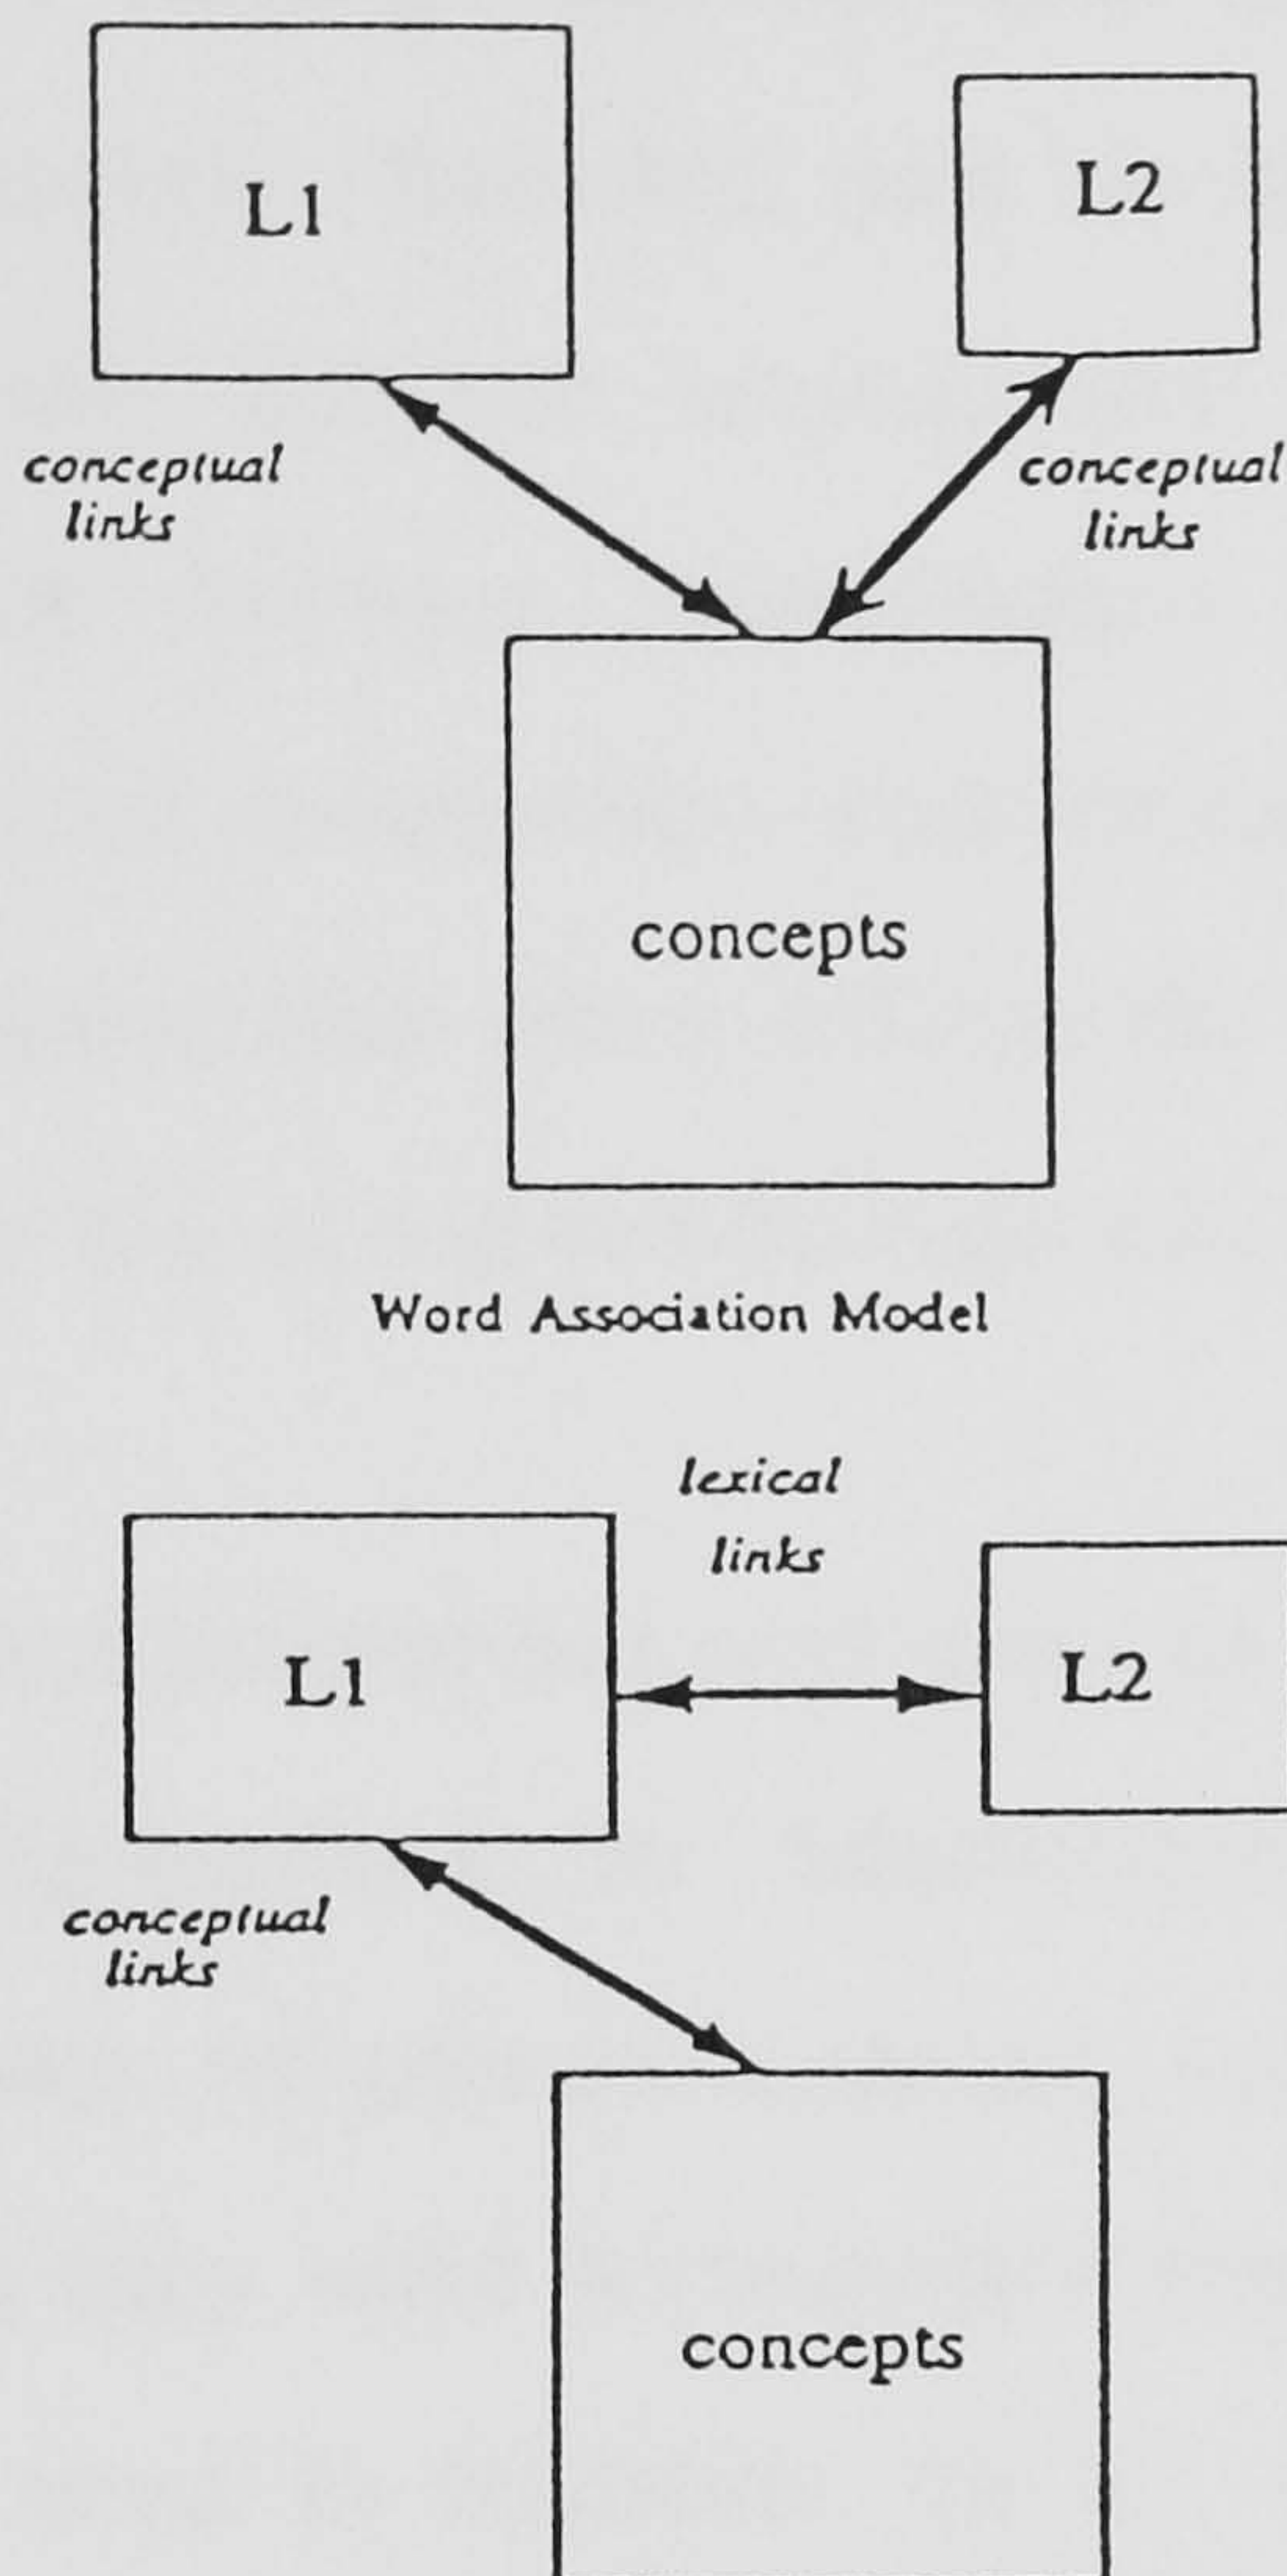 L1
L2
conceptual
links
conceptual
links
concepts
Word Association Model
lexical
links
L1
L2
conceptual
links
concepts